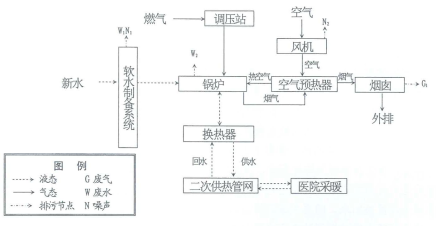 燃气
调压站
空气
N₂
风机
W₁N₁
W₂
空气
新水
软水制备系统
锅炉
热空气
空气预热器
烟气
烟囱
G₁
烟气
外排
换热器
回水
供水
二次供热管网
医院采暖
图 例
液态 G 废气
气态 W 废水
排污节点 N 噪声